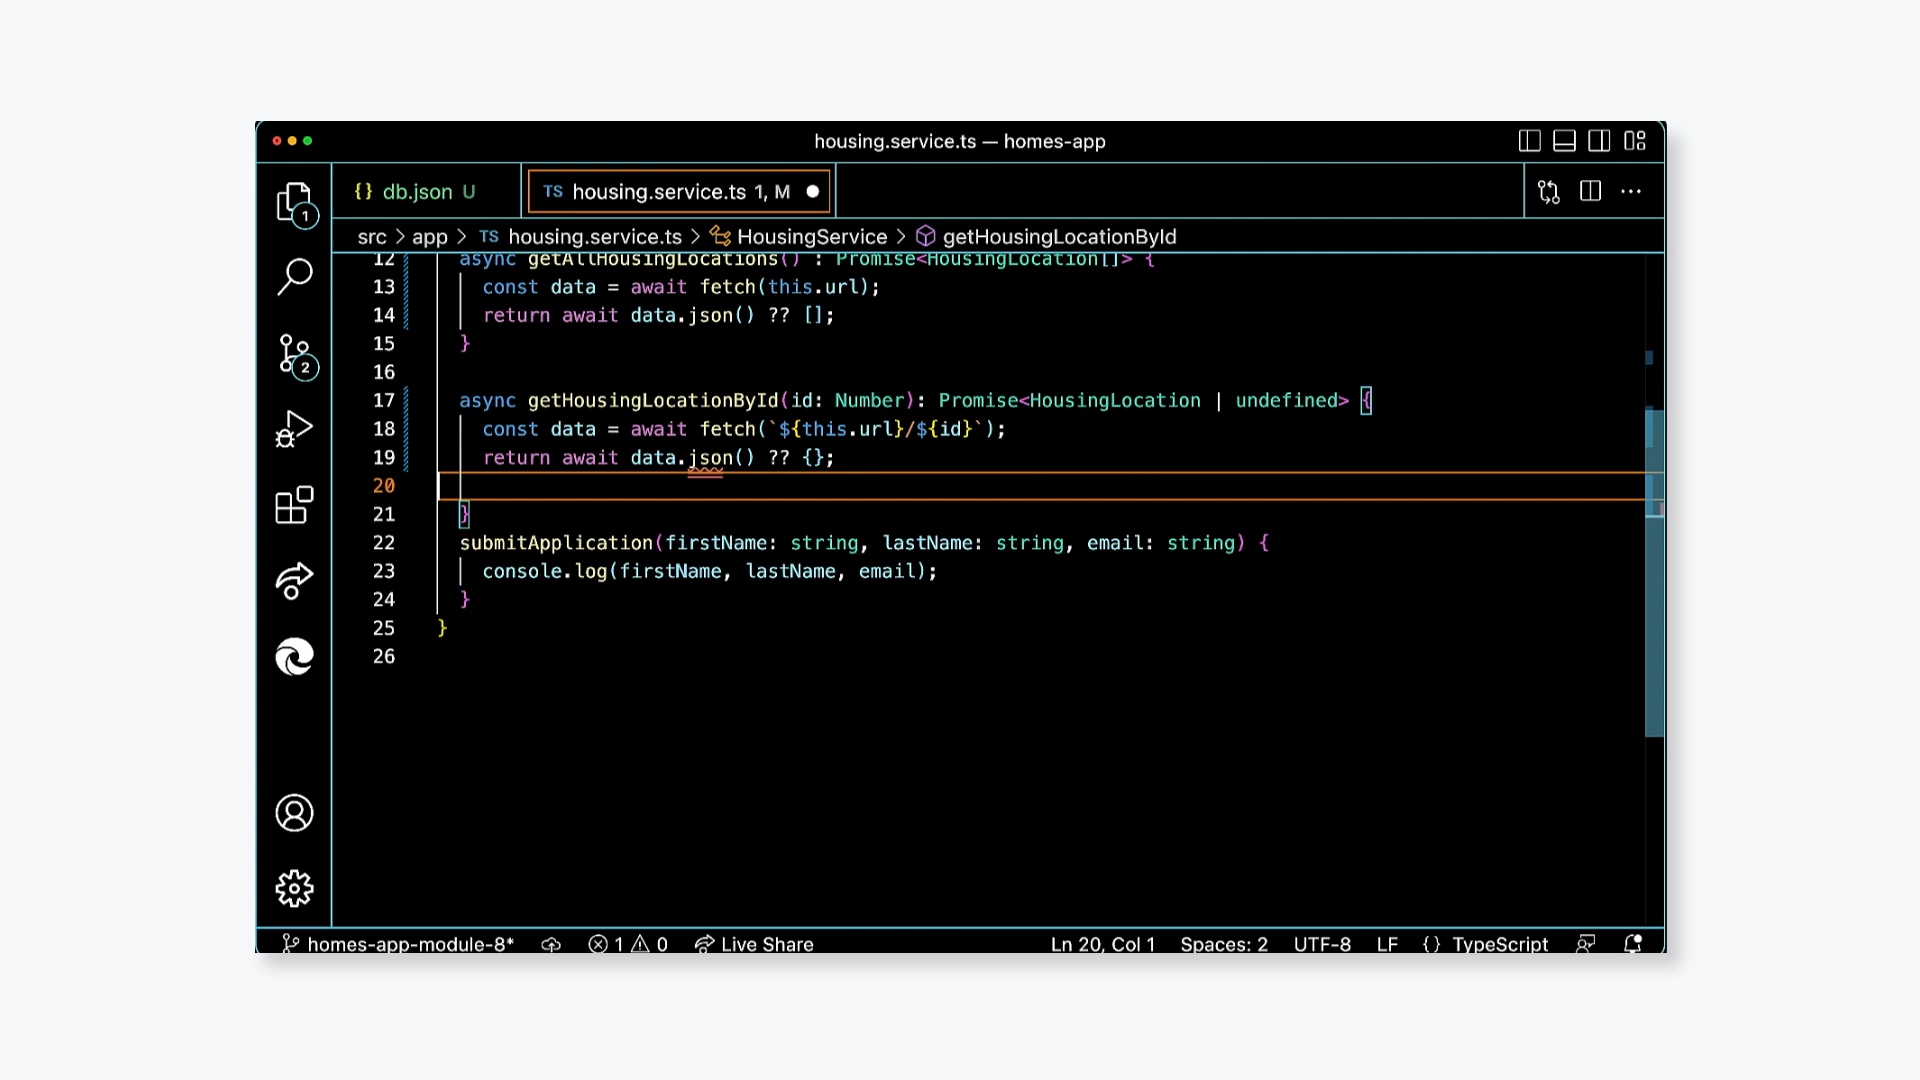 housing.service.ts — homes-app
{} db.json U
TS housing.service.ts 1, M
src > app > TS housing.service.ts > HousingService > getHousingLocationById
1
2
12 async getAllHousingLocations() : Promise<HousingLocation[]> {
13 const data = await fetch(this.url);
14 return await data.json() ?? [];
15 }
16
17 async getHousingLocationById(id: Number): Promise<HousingLocation | undefined> {
18 const data = await fetch(`${this.url}/${id}`);
19 return await data.json() ?? {};
20
21 }
22 submitApplication(firstName: string, lastName: string, email: string) {
23 console.log(firstName, lastName, email);
24 }
25 }
26
homes-app-module-8* 1 0 Live Share Ln 20, Col 1 Spaces: 2 UTF-8 LF {} TypeScript